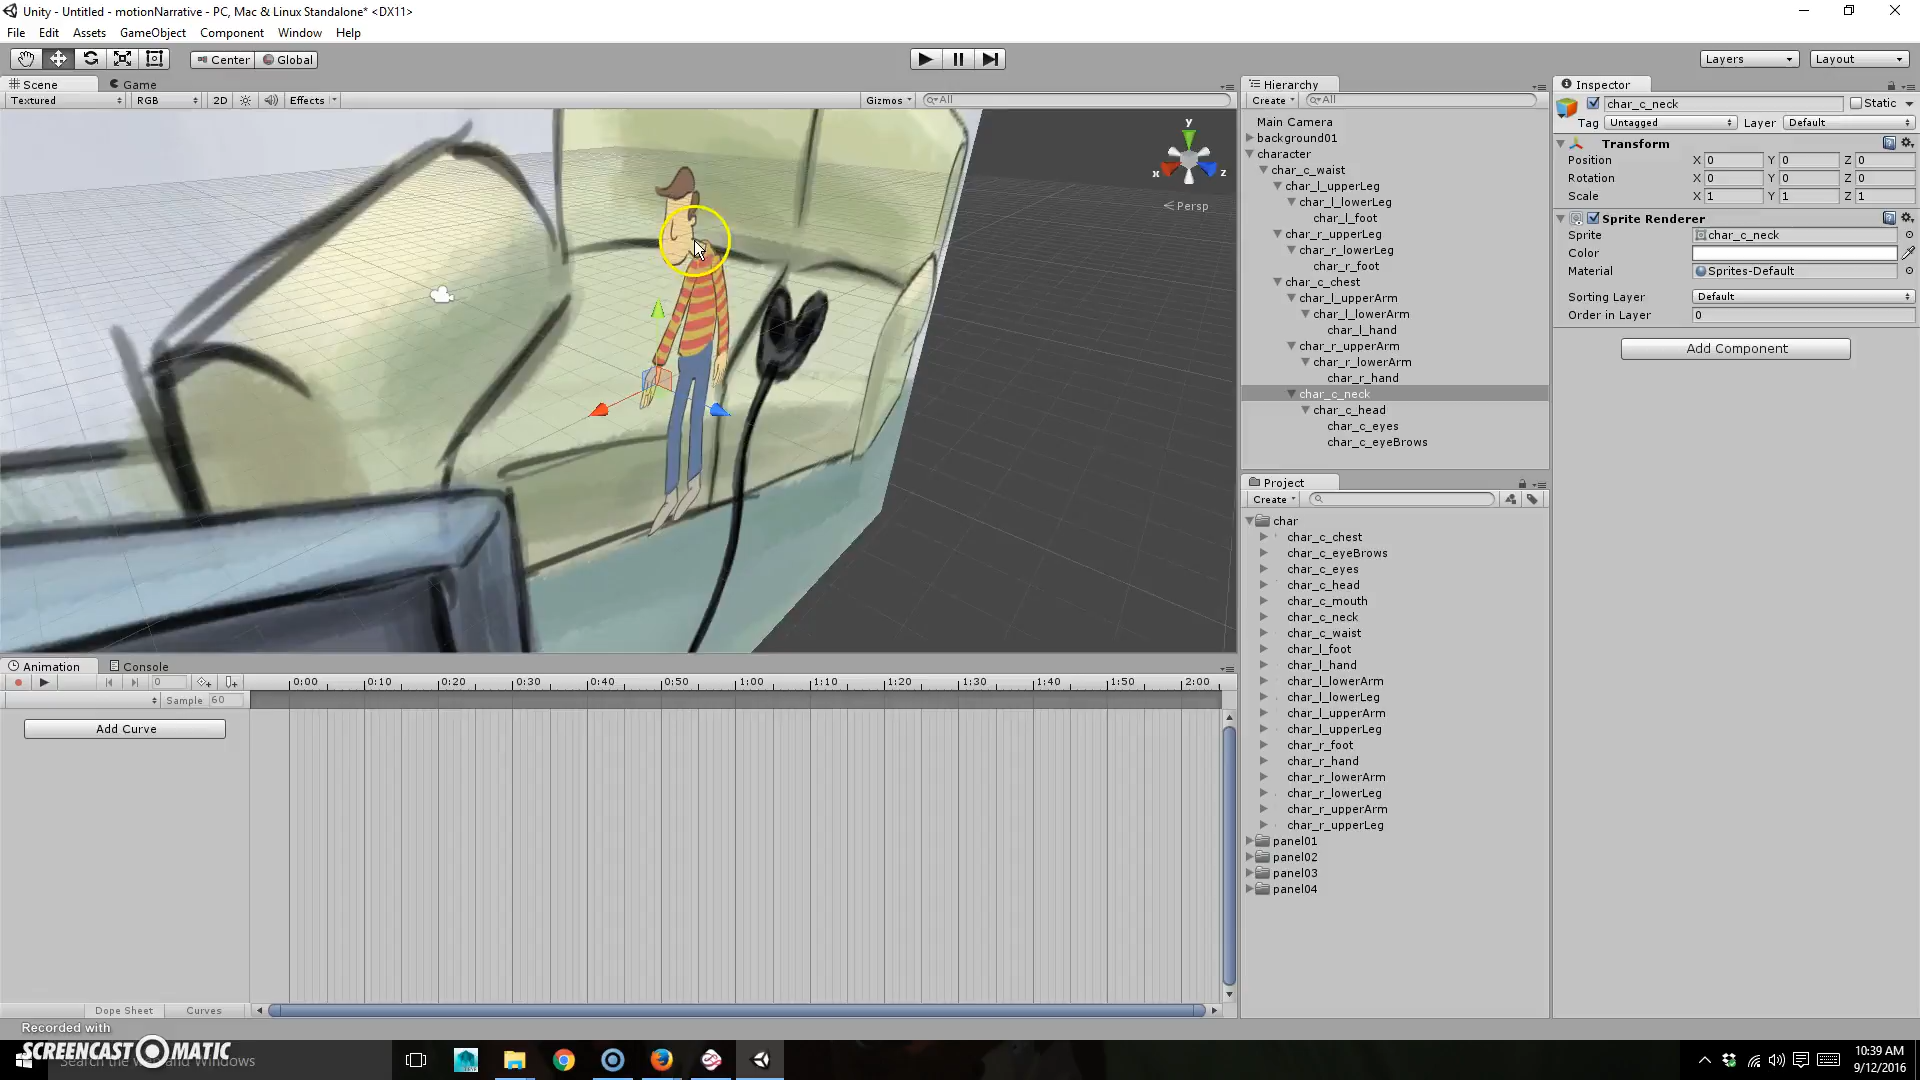 Unity - Untitled - motionNarrative - PC, Mac & Linux Standalone* <DX11>
File Edit Assets GameObject Component Window Help
Center Global Layers Layout
Scene Game
Textured RGB 2D Effects Gizmos All
y
x z
Persp
Hierarchy
Create All
Main Camera
background01
character
char_c_waist
char_l_upperLeg
char_l_lowerLeg
char_l_foot
char_r_upperLeg
char_r_lowerLeg
char_r_foot
char_c_chest
char_l_upperArm
char_l_lowerArm
char_l_hand
char_r_upperArm
char_r_lowerArm
char_r_hand
char_c_neck
char_c_head
char_c_eyes
char_c_eyeBrows
Project
Create
char
char_c_chest
char_c_eyeBrows
char_c_eyes
char_c_head
char_c_mouth
char_c_neck
char_c_waist
char_l_foot
char_l_hand
char_l_lowerArm
char_l_lowerLeg
char_l_upperArm
char_l_upperLeg
char_r_foot
char_r_hand
char_r_lowerArm
char_r_lowerLeg
char_r_upperArm
char_r_upperLeg
panel01
panel02
panel03
panel04
Inspector
char_c_neck Static
Tag Untagged Layer Default
Transform
Position X 0 Y 0 Z 0
Rotation X 0 Y 0 Z 0
Scale X 1 Y 1 Z 1
Sprite Renderer
Sprite char_c_neck
Color
Material Sprites-Default
Sorting Layer Default
Order in Layer 0
Add Component
Animation Console
0 0:00 0:10 0:20 0:30 0:40 0:50 1:00 1:10 1:20 1:30 1:40 1:50 2:00
Sample 60
Add Curve
Dope Sheet Curves
Recorded with
SCREENCAST MATIC
Search the web and Windows
10:39 AM
9/12/2016